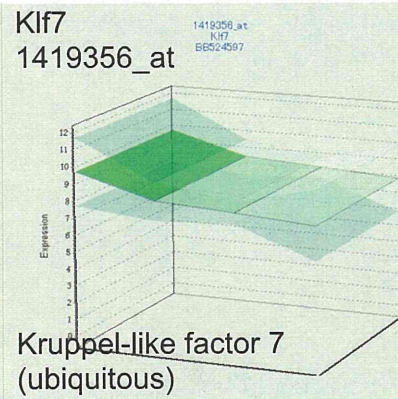 Klf7
1419356_at
1419356_at
Klf7
BB524597
12
11
10
9
8
7
6
5
4
3
2
1
Expression
Kruppel-like factor 7
(ubiquitous)